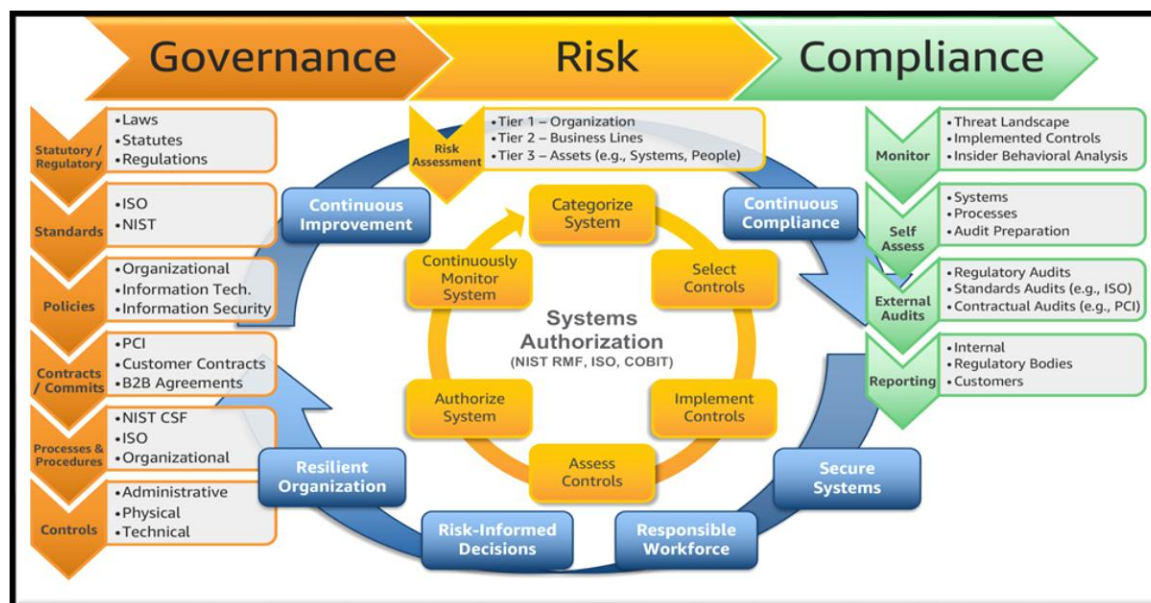 Governance
Risk
Compliance
Statutory /
Regulatory
•Laws
•Statutes
•Regulations
Standards
•ISO
•NIST
Policies
•Organizational
•Information Tech.
•Information Security
Contracts
/ Commits
•PCI
•Customer Contracts
•B2B Agreements
Processes &
Procedures
•NIST CSF
•ISO
•Organizational
Controls
•Administrative
•Physical
•Technical
Risk
Assessment
•Tier 1 – Organization
•Tier 2 – Business Lines
•Tier 3 – Assets (e.g., Systems, People)
Continuous
Improvement
Continuous
Compliance
Categorize
System
Continuously
Monitor
System
Select
Controls
Systems
Authorization
(NIST RMF, ISO, COBIT)
Authorize
System
Implement
Controls
Assess
Controls
Resilient
Organization
Secure
Systems
Risk-Informed
Decisions
Responsible
Workforce
Monitor
•Threat Landscape
•Implemented Controls
•Insider Behavioral Analysis
Self
Assess
•Systems
•Processes
•Audit Preparation
External
Audits
•Regulatory Audits
•Standards Audits (e.g., ISO)
•Contractual Audits (e.g., PCI)
Reporting
•Internal
•Regulatory Bodies
•Customers